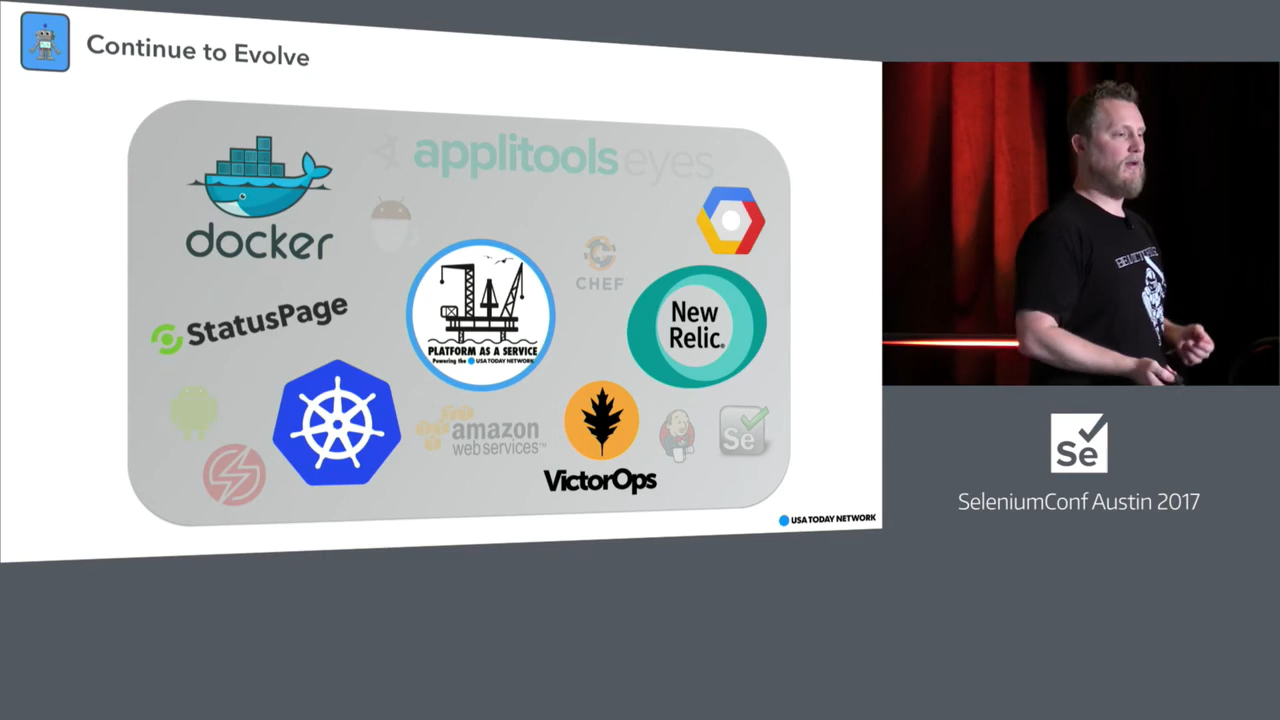 Continue to Evolve
applitools eyes
docker
CHEF
New
Relic.
StatusPage
PLATFORM AS A SERVICE
Powering the USA TODAY NETWORK
amazon
web services™
Se
VictorOps
USA TODAY NETWORK
Se
SeleniumConf Austin 2017